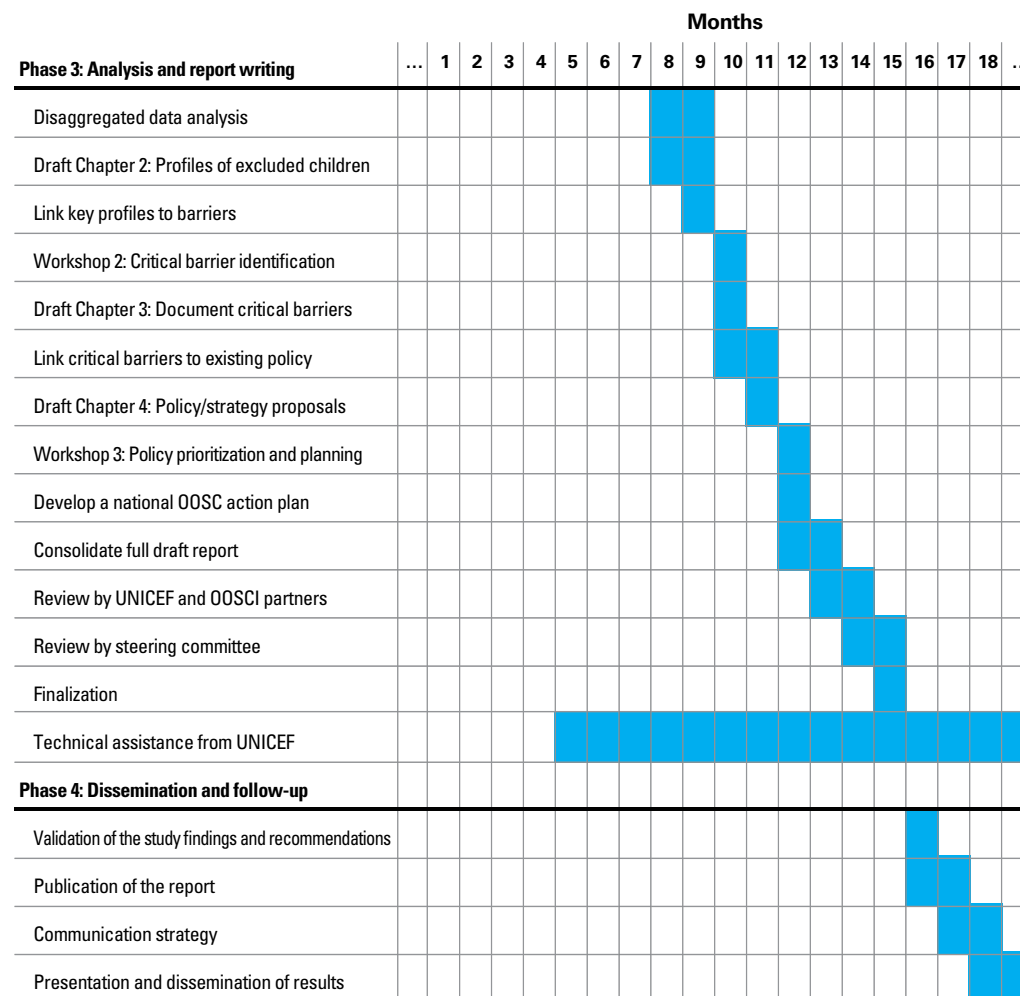 Months
Phase 3: Analysis and report writing ... 1 2 3 4 5 6 7 8 9 10 11 12 13 14 15 16 17 18 ..
Disaggregated data analysis
Draft Chapter 2: Profiles of excluded children
Link key profiles to barriers
Workshop 2: Critical barrier identification
Draft Chapter 3: Document critical barriers
Link critical barriers to existing policy
Draft Chapter 4: Policy/strategy proposals
Workshop 3: Policy prioritization and planning
Develop a national OOSC action plan
Consolidate full draft report
Review by UNICEF and OOSCI partners
Review by steering committee
Finalization
Technical assistance from UNICEF
Phase 4: Dissemination and follow-up
Validation of the study findings and recommendations
Publication of the report
Communication strategy
Presentation and dissemination of results